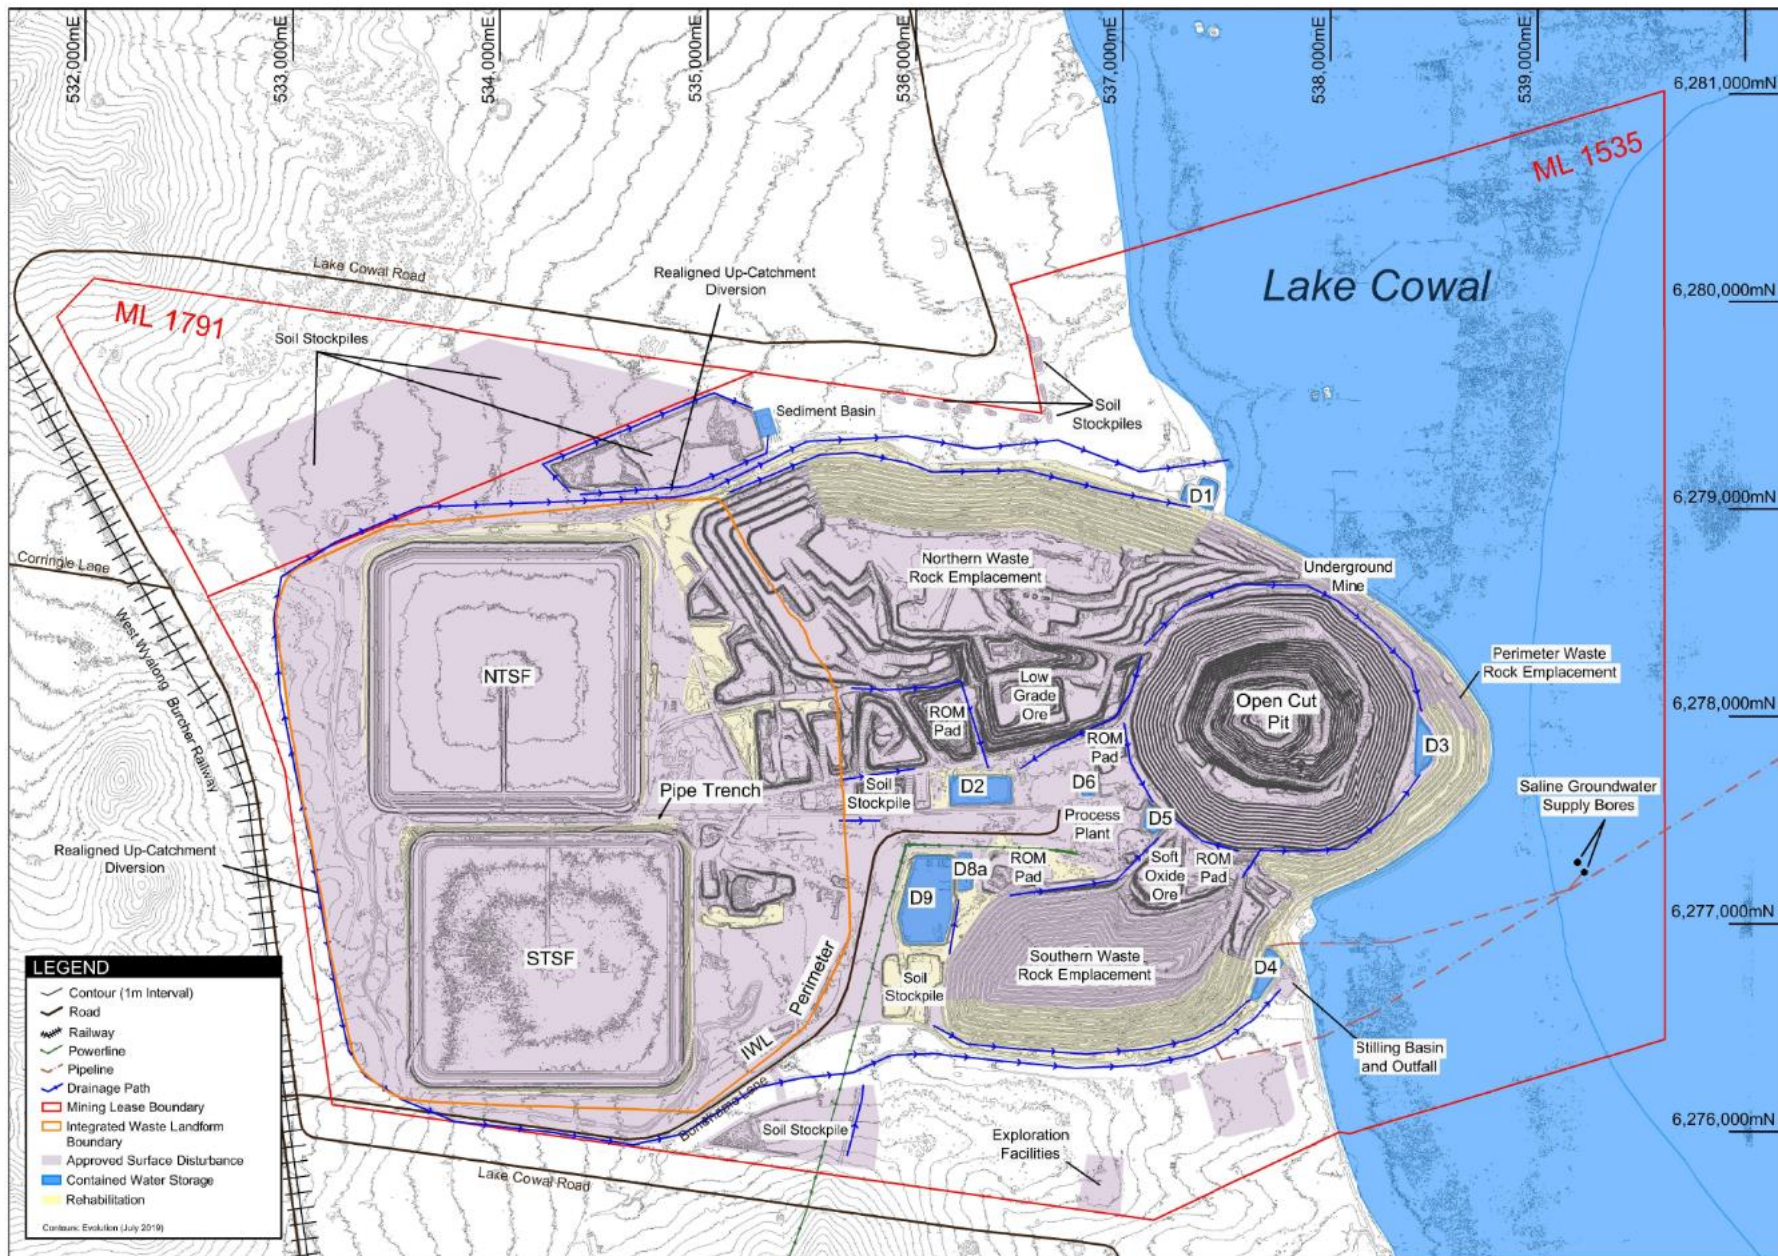 532,000mE
533,000mE
534,000mE
535,000mE
536,000mE
537,000mE
538,000mE
539,000mE
6,281,000mN
ML 1535
Lake Cowal Road
Realigned Up-Catchment
Diversion
Lake Cowal
6,280,000mN
ML 1791
Soil Stockpiles
Sediment Basin
Soil
Stockpiles
D1
6,279,000mN
Corringle Lane
Northern Waste
Rock Emplacement
Underground
Mine
West Wyalong Burcher Railway
NTSF
Low
Grade
Ore
Perimeter Waste
Rock Emplacement
ROM
Pad
Open Cut
Pit
6,278,000mN
ROM
Pad
D3
Pipe Trench
Soil
Stockpile
D2
D6
Saline Groundwater
Supply Bores
Process
Plant
D5
Realigned Up-Catchment
Diversion
ROM
Pad
Soft
Oxide
Ore
ROM
Pad
D8a
D9
6,277,000mN
STSF
Southern Waste
Rock Emplacement
D4
Soil
Stockpile
IWL Perimeter
Stilling Basin
and Outfall
Bonehams Lane
Soil Stockpile
Exploration
Facilities
6,276,000mN
Lake Cowal Road
LEGEND
Contour (1m Interval)
Road
Railway
Powerline
Pipeline
Drainage Path
Mining Lease Boundary
Integrated Waste Landform
Boundary
Approved Surface Disturbance
Contained Water Storage
Rehabilitation
Contours: Evolution (July 2019)